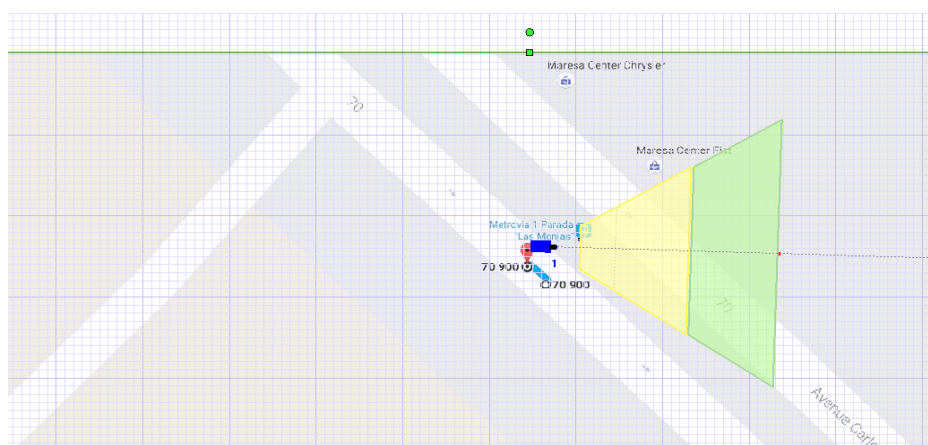 Maresa Center Chrysler
70
Maresa Center Fiat
Metrovia 1 Parada
"Las Monjas"
1
70 900
70 900
70
Avenue Carlo